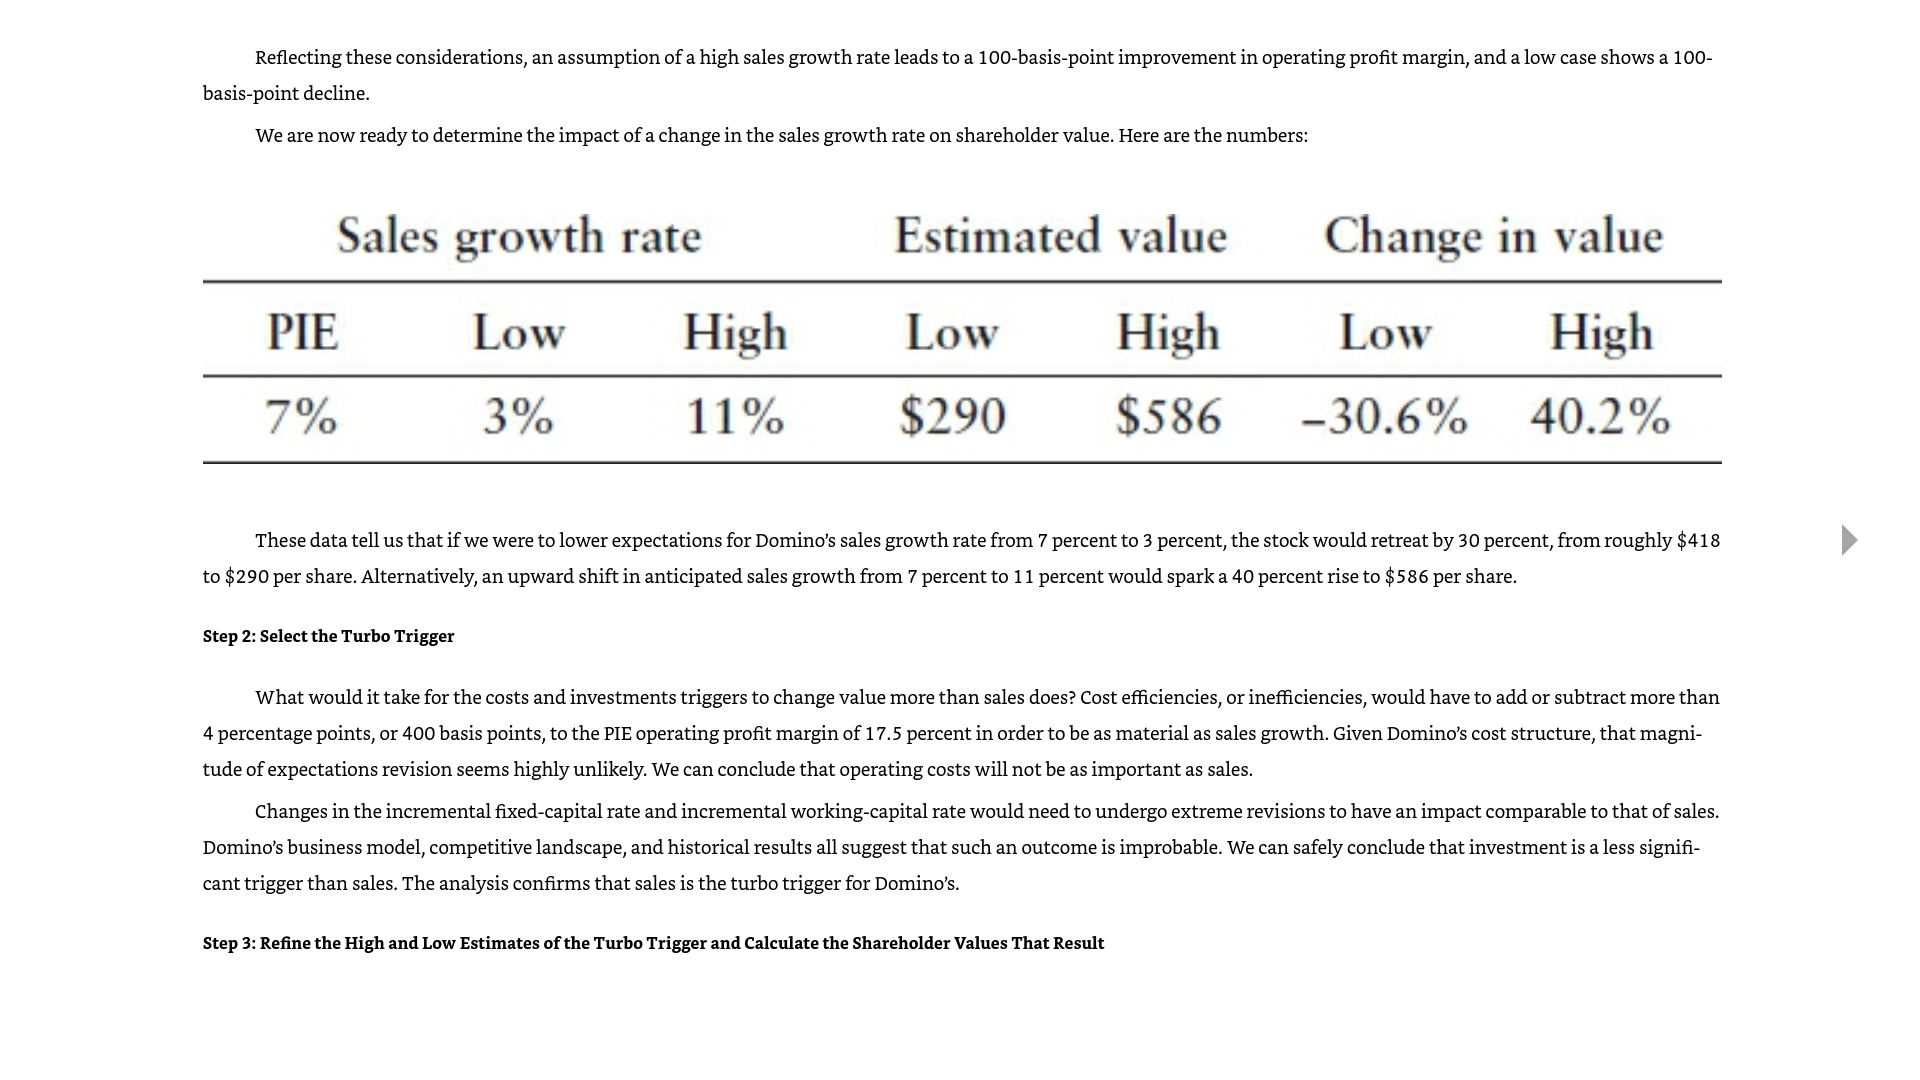 Reflecting these considerations, an assumption of a high sales growth rate leads to a 100-basis-point improvement in operating profit margin, and a low case shows a 100-
basis-point decline.
We are now ready to determine the impact of a change in the sales growth rate on shareholder value. Here are the numbers:
Sales growth rate Estimated value Change in value
PIE Low High Low High Low High
7% 3% 11% $290 $586 –30.6% 40.2%
These data tell us that if we were to lower expectations for Domino’s sales growth rate from 7 percent to 3 percent, the stock would retreat by 30 percent, from roughly $418
to $290 per share. Alternatively, an upward shift in anticipated sales growth from 7 percent to 11 percent would spark a 40 percent rise to $586 per share.
Step 2: Select the Turbo Trigger
What would it take for the costs and investments triggers to change value more than sales does? Cost efficiencies, or inefficiencies, would have to add or subtract more than
4 percentage points, or 400 basis points, to the PIE operating profit margin of 17.5 percent in order to be as material as sales growth. Given Domino’s cost structure, that magni-
tude of expectations revision seems highly unlikely. We can conclude that operating costs will not be as important as sales.
Changes in the incremental fixed-capital rate and incremental working-capital rate would need to undergo extreme revisions to have an impact comparable to that of sales.
Domino’s business model, competitive landscape, and historical results all suggest that such an outcome is improbable. We can safely conclude that investment is a less signifi-
cant trigger than sales. The analysis confirms that sales is the turbo trigger for Domino’s.
Step 3: Refine the High and Low Estimates of the Turbo Trigger and Calculate the Shareholder Values That Result